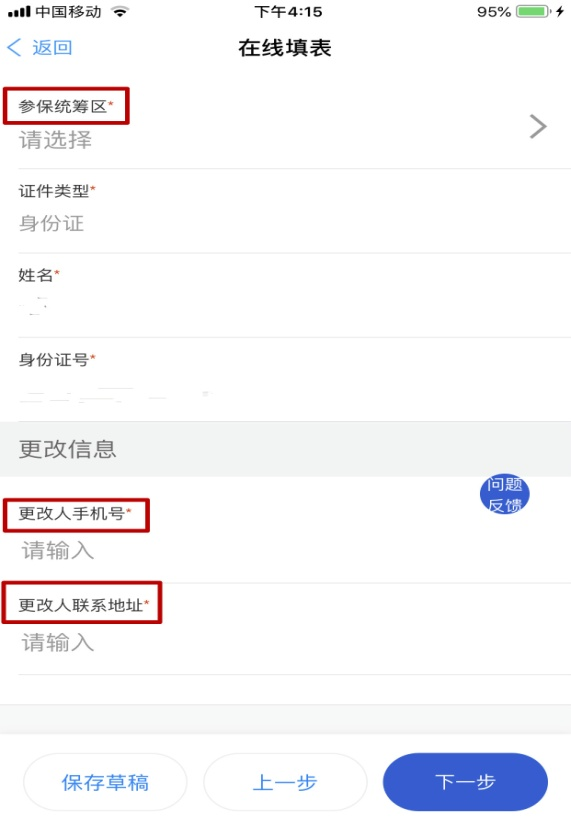 中国移动 下午4:15 95%
返回 在线填表
参保统筹区*
请选择
证件类型*
身份证
姓名*
身份证号*
更改信息
问题
反馈
更改人手机号*
请输入
更改人联系地址*
请输入
保存草稿 上一步 下一步